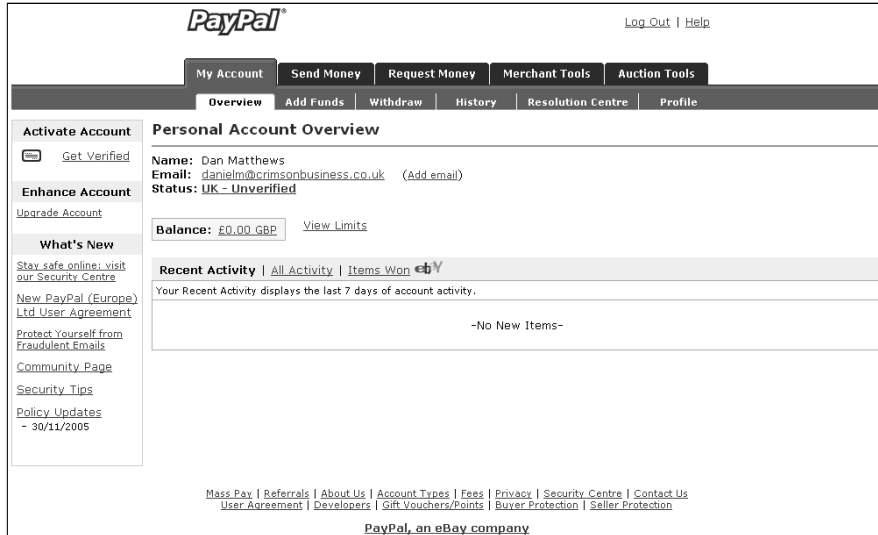 PayPal®
Log Out | Help
My Account Send Money Request Money Merchant Tools Auction Tools
Overview Add Funds Withdraw History Resolution Centre Profile
Activate Account
Get Verified
Enhance Account
Upgrade Account
What's New
Stay safe online: visit
our Security Centre
New PayPal (Europe)
Ltd User Agreement
Protect Yourself from
Fraudulent Emails
Community Page
Security Tips
Policy Updates
- 30/11/2005
Personal Account Overview
Name: Dan Matthews
Email: danielm@crimsonbusiness.co.uk (Add email)
Status: UK - Unverified
Balance: £0.00 GBP View Limits
Recent Activity | All Activity | Items Won ebY
Your Recent Activity displays the last 7 days of account activity.
-No New Items-
Mass Pay | Referrals | About Us | Account Types | Fees | Privacy | Security Centre | Contact Us
User Agreement | Developers | Gift Vouchers/Points | Buyer Protection | Seller Protection
PayPal, an eBay company